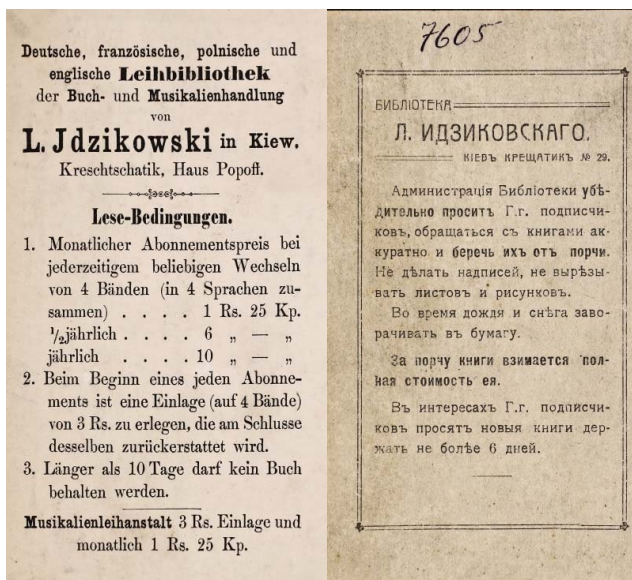 Deutsche, französische, polnische und
englische Leihbibliothek
der Buch- und Musikalienhandlung
von
L. Jdzikowski in Kiew.
Kreschtschatik, Haus Popoff.
Lese-Bedingungen.
1. Monatlicher Abonnementspreis bei
jederzeitigem beliebigen Wechseln
von 4 Bänden (in 4 Sprachen zu-
sammen) . . . . 1 Rs. 25 Kp.
1/2jährlich . . . . 6 „ — „
jährlich . . . . 10 „ — „
2. Beim Beginn eines jeden Abonne-
ments ist eine Einlage (auf 4 Bände)
von 3 Rs. zu erlegen, die am Schlusse
desselben zurückerstattet wird.
3. Länger als 10 Tage darf kein Buch
behalten werden.
Musikalienleihanstalt 3 Rs. Einlage und
monatlich 1 Rs. 25 Kp.
7605
БИБЛІОТЕКА
Л. ИДЗИКОВСКАГО.
КІЕВЪ КРЕЩАТИКЪ № 29.
Администрація Библіотеки убѣ-
дительно проситъ Г.г. подписчи-
ковъ, обращаться съ книгами ак-
куратно и беречь ихъ отъ порчи.
Не дѣлать надписей, не вырѣзы-
вать листовъ и рисунковъ.
Во время дождя и снѣга заво-
рачивать въ бумагу.
За порчу книги взимается пол-
ная стоимость ея.
Въ интересахъ Г.г. подписчи-
ковъ просятъ новыя книги дер-
жать не болѣе 6 дней.